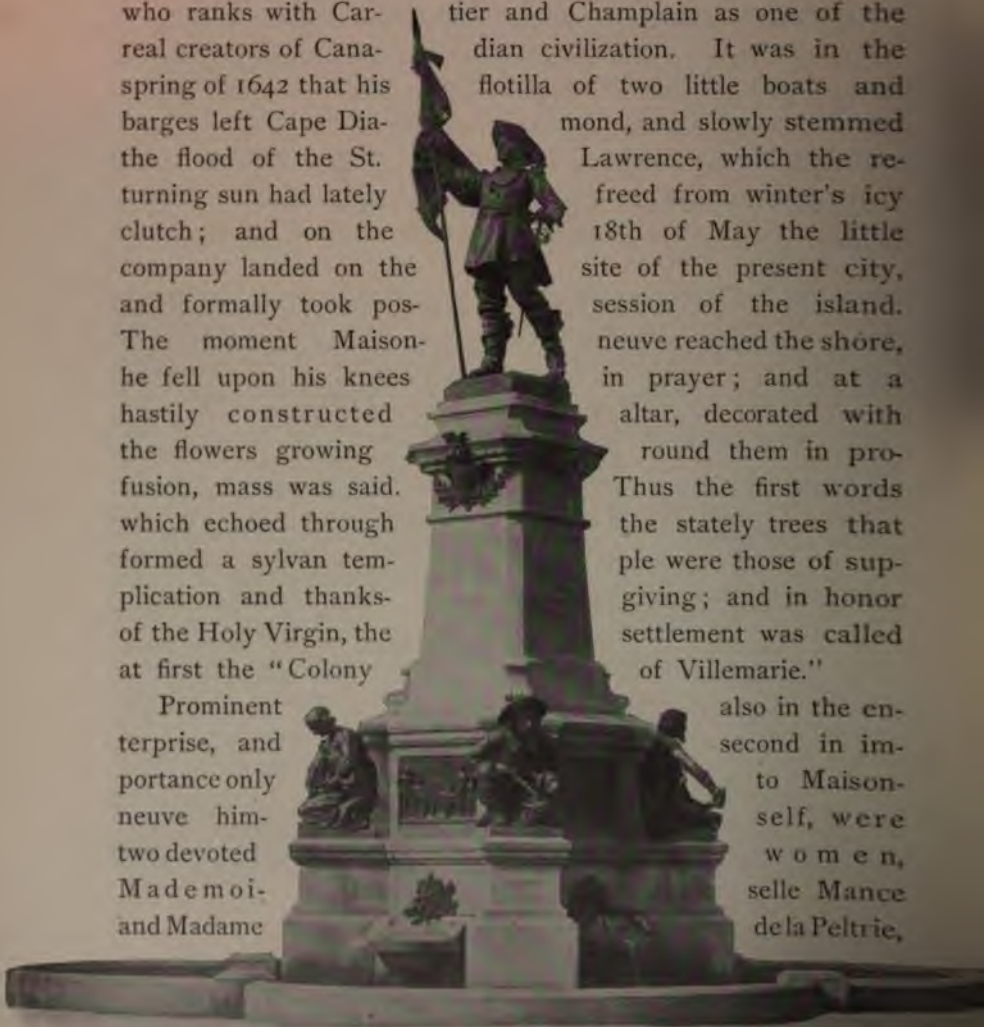 who ranks with Car- tier and Champlain as one of the
real creators of Cana- dian civilization. It was in the
spring of 1642 that his flotilla of two little boats and
barges left Cape Dia- mond, and slowly stemmed
the flood of the St. Lawrence, which the re-
turning sun had lately freed from winter's icy
clutch; and on the 18th of May the little
company landed on the site of the present city,
and formally took pos- session of the island.
The moment Maison- neuve reached the shore,
he fell upon his knees in prayer; and at a
hastily constructed altar, decorated with
the flowers growing round them in pro-
fusion, mass was said. Thus the first words
which echoed through the stately trees that
formed a sylvan tem- ple were those of sup-
plication and thanks- giving; and in honor
of the Holy Virgin, the settlement was called
at first the "Colony of Villemarie."
Prominent also in the en-
terprise, and second in im-
portance only to Maison-
neuve him- self, were
two devoted women,
Mademoi- selle Mance
and Madame de la Peltrie,